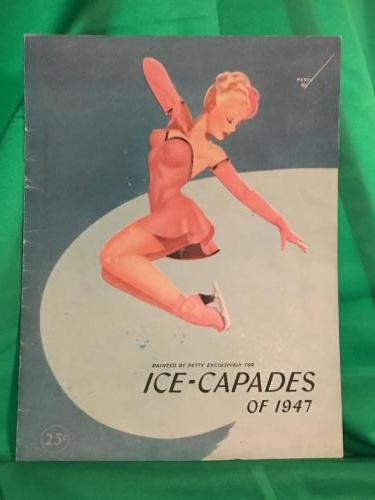 PETTY
PAINTED BY PETTY EXCLUSIVELY FOR
ICE-CAPADES
OF 1947
25¢